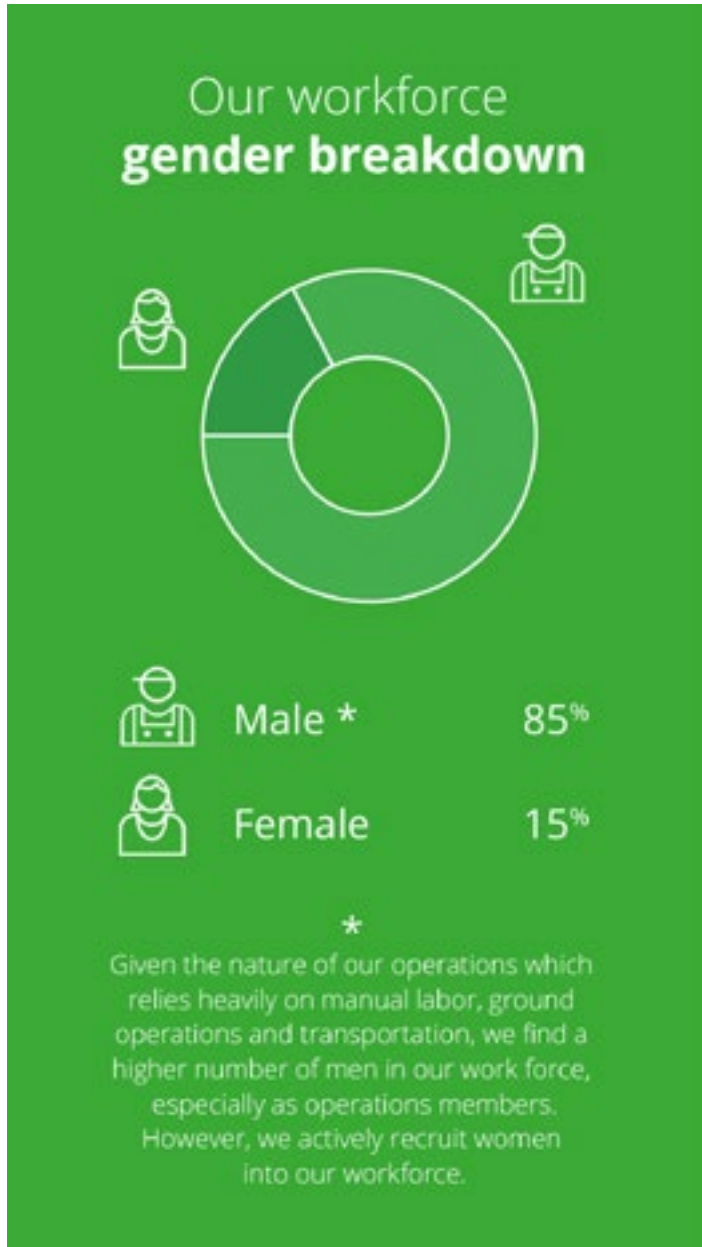 Our workforce
gender breakdown
Male * 85%
Female 15%
*
Given the nature of our operations which
relies heavily on manual labor, ground
operations and transportation, we find a
higher number of men in our work force,
especially as operations members.
However, we actively recruit women
into our workforce.